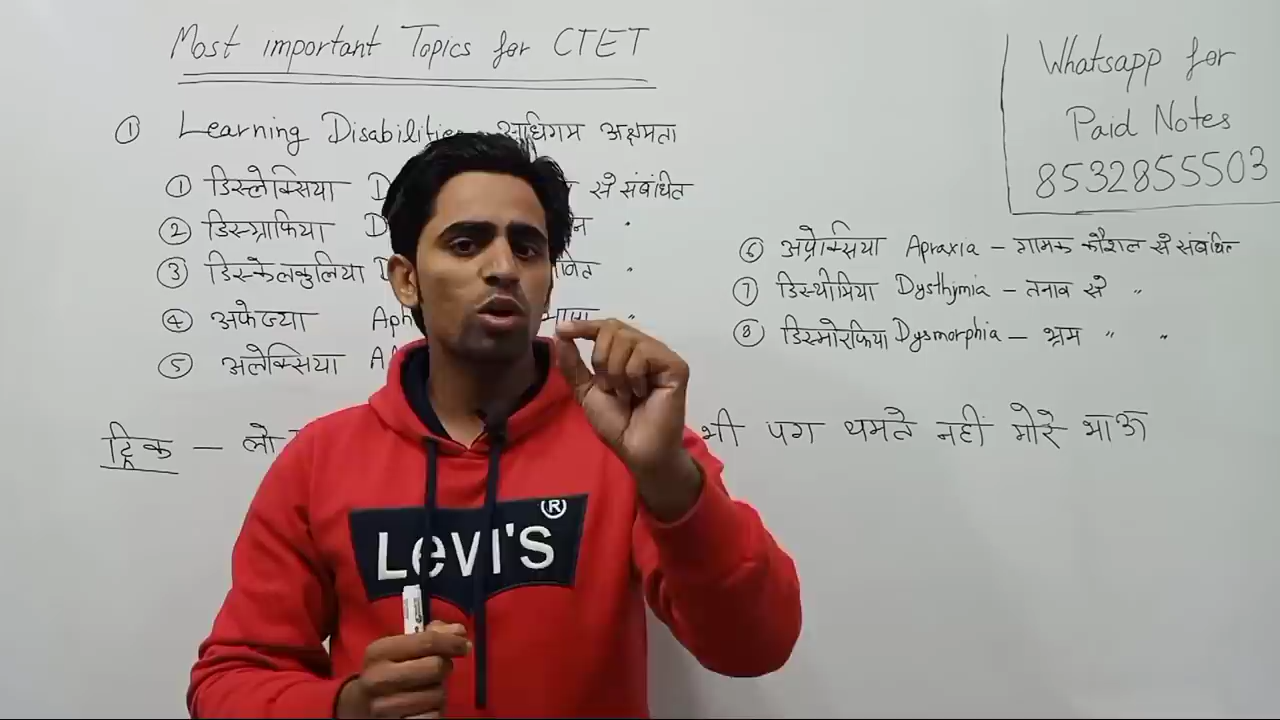 Most important Topics for CTET
① Learning Disabilities अधिगम अक्षमता
① डिस्लेक्सिया D से संबंधित
② डिस्ग्राफिया D "
③ डिस्केलकुलिया "
④ अफेज्या Aph भाषा "
⑤ अलेक्सिया
⑥ अप्रेक्सिया Apraxia – गामक कौशल से संबंधित
⑦ डिस्थीमिया Dysthymia – तनाव से "
⑧ डिस्मोरफिया Dysmorphia – भ्रम " "
ट्रिक – लो भी पग थमते नहीं मोरे भाऊ
Whatsapp for
Paid Notes
8532855503
LEVI'S ®